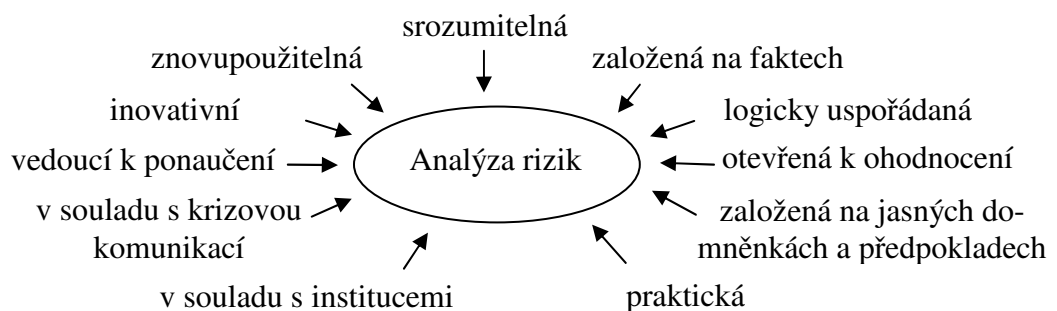 srozumitelná
znovupoužitelná
založená na faktech
inovativní
logicky uspořádaná
vedoucí k ponaučení
Analýza rizik
otevřená k ohodnocení
v souladu s krizovou
komunikací
založená na jasných do-
mněnkách a předpokladech
v souladu s institucemi
praktická